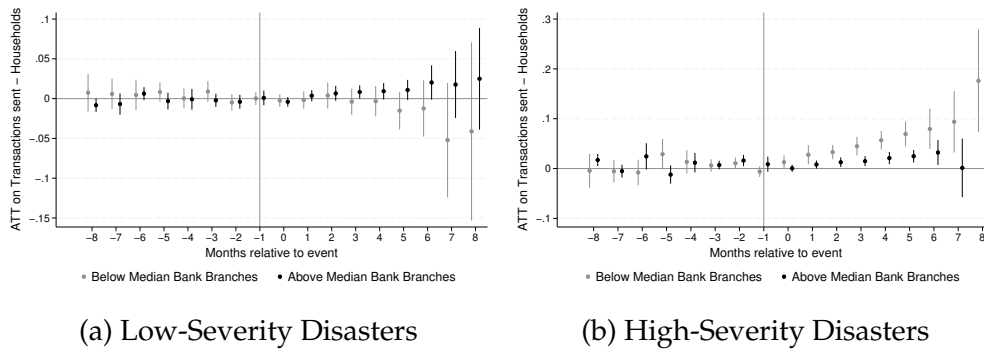 ATT on Transactions sent – Households
.1
.05
0
−.05
−.1
−.15
−8 −7 −6 −5 −4 −3 −2 −1 0 1 2 3 4 5 6 7 8
Months relative to event
Below Median Bank Branches Above Median Bank Branches
(a) Low-Severity Disasters
ATT on Transactions sent – Households
.3
.2
.1
0
−.1
−8 −7 −6 −5 −4 −3 −2 −1 0 1 2 3 4 5 6 7 8
Months relative to event
Below Median Bank Branches Above Median Bank Branches
(b) High-Severity Disasters